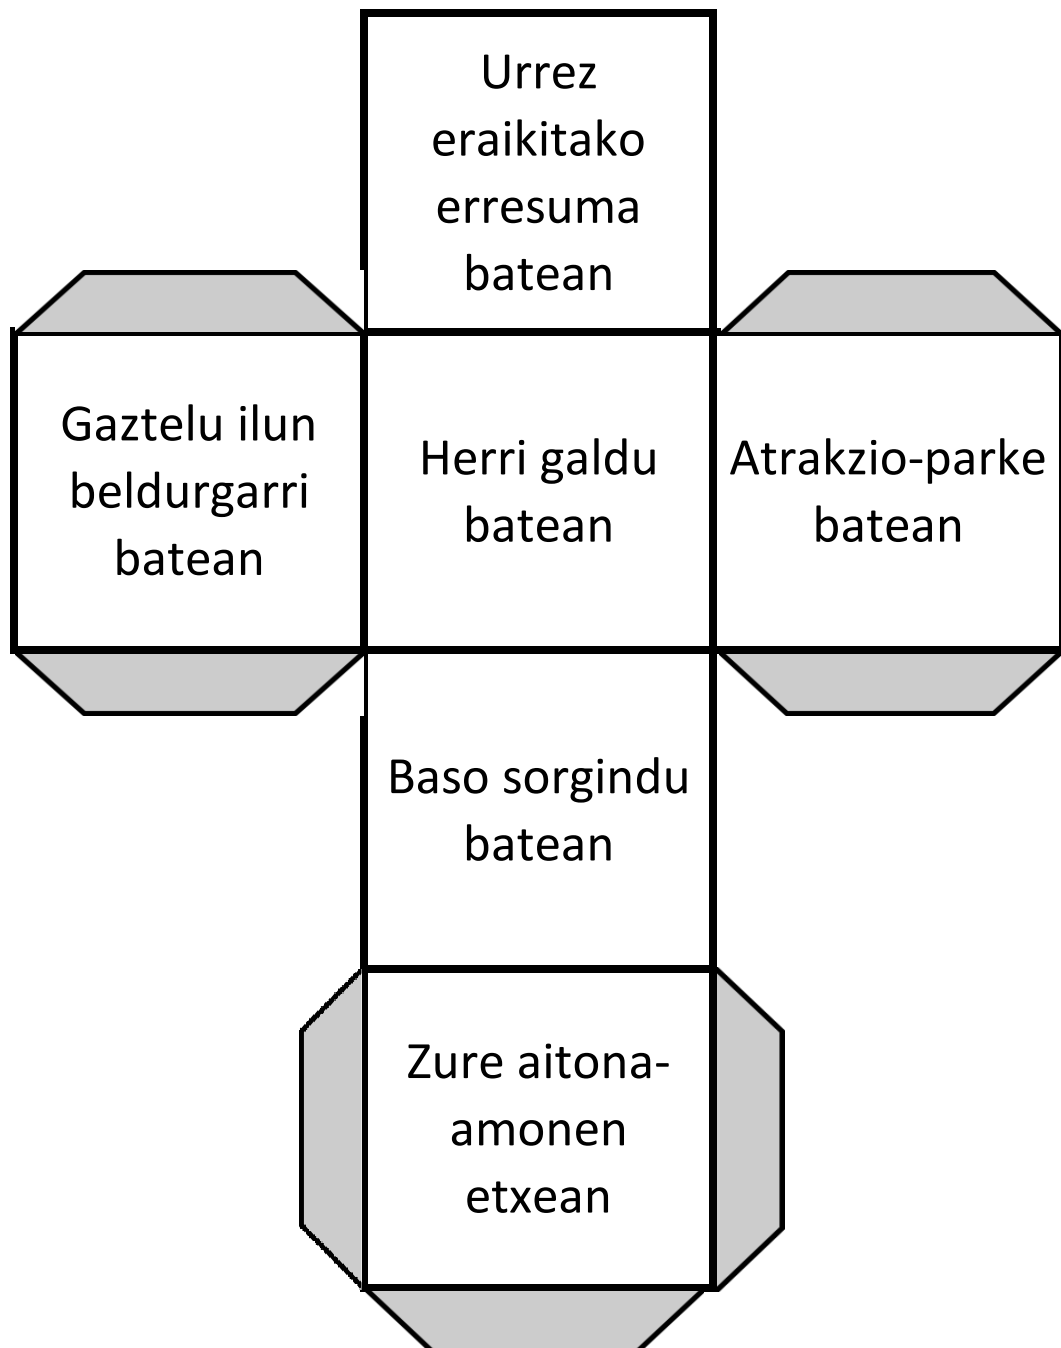 Urrez
eraikitako
erresuma
batean
Gaztelu ilun
beldurgarri
batean
Herri galdu
batean
Atrakzio-parke
batean
Baso sorgindu
batean
Zure aitona-
amonen
etxean